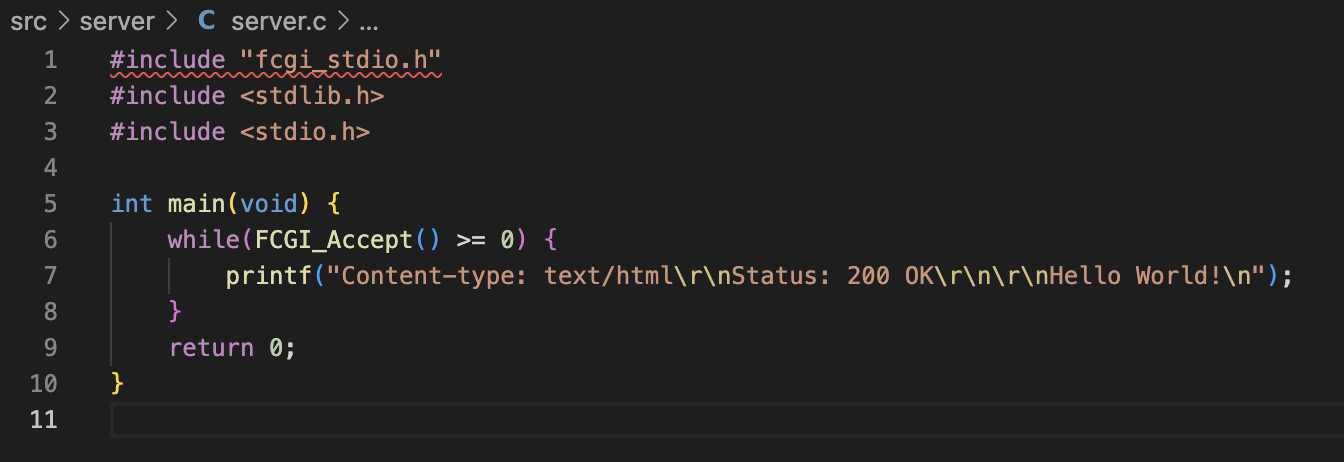 src > server > C server.c > ...
1 #include "fcgi_stdio.h"
2 #include <stdlib.h>
3 #include <stdio.h>
4
5 int main(void) {
6     while(FCGI_Accept() >= 0) {
7         printf("Content-type: text/html\r\nStatus: 200 OK\r\n\r\nHello World!\n");
8     }
9     return 0;
10 }
11